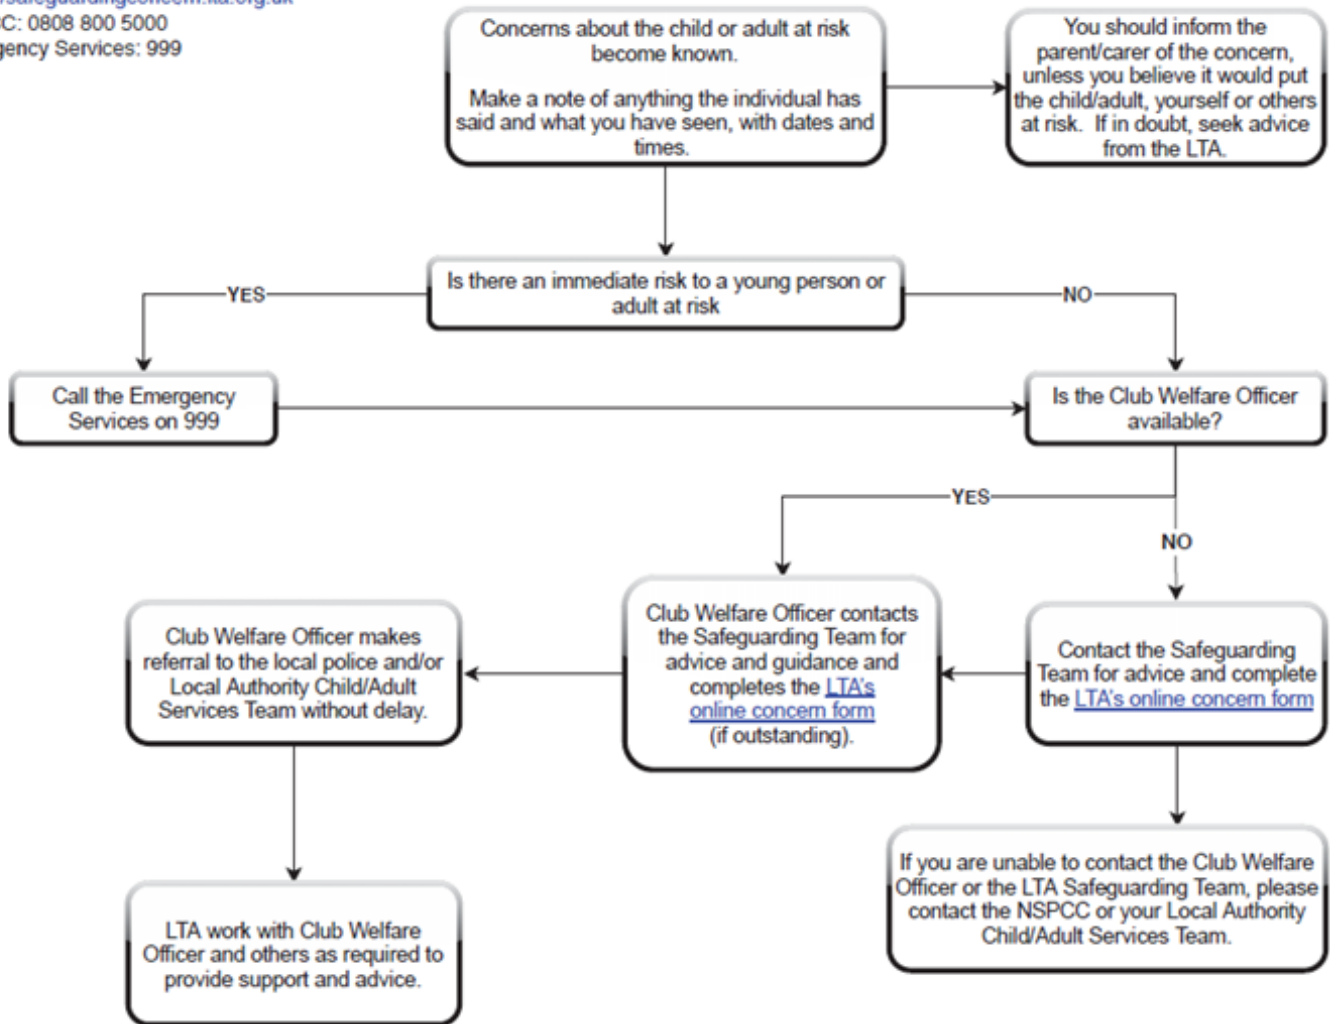 safeguardingconcern.lta.org.uk
CC: 0808 800 5000
gency Services: 999
Concerns about the child or adult at risk
become known.
Make a note of anything the individual has
said and what you have seen, with dates and
times.
You should inform the
parent/carer of the concern,
unless you believe it would put
the child/adult, yourself or others
at risk. If in doubt, seek advice
from the LTA.
Is there an immediate risk to a young person or
adult at risk
YES
NO
Call the Emergency
Services on 999
Is the Club Welfare Officer
available?
YES
NO
Club Welfare Officer makes
referral to the local police and/or
Local Authority Child/Adult
Services Team without delay.
Club Welfare Officer contacts
the Safeguarding Team for
advice and guidance and
completes the LTA's
online concern form
(if outstanding).
Contact the Safeguarding
Team for advice and complete
the LTA's online concern form
LTA work with Club Welfare
Officer and others as required to
provide support and advice.
If you are unable to contact the Club Welfare
Officer or the LTA Safeguarding Team, please
contact the NSPCC or your Local Authority
Child/Adult Services Team.